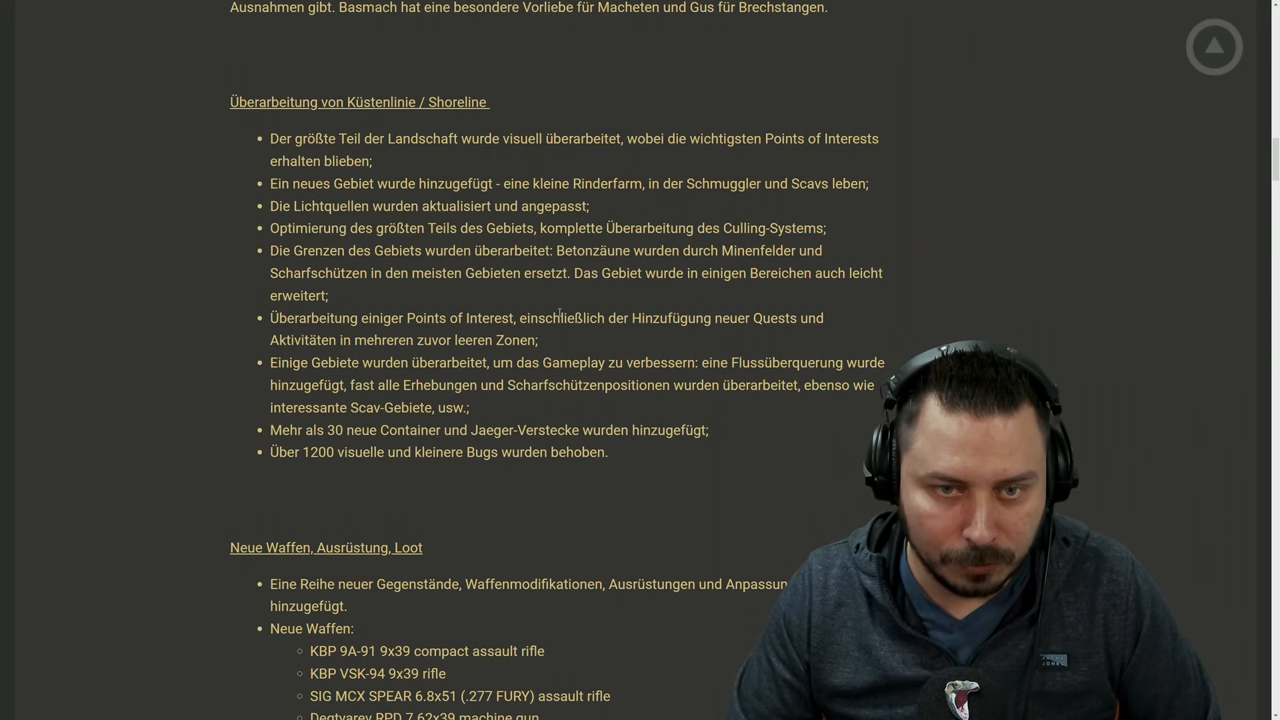 Ausnahmen gibt. Basmach hat eine besondere Vorliebe für Macheten und Gus für Brechstangen.
Überarbeitung von Küstenlinie / Shoreline
• Der größte Teil der Landschaft wurde visuell überarbeitet, wobei die wichtigsten Points of Interests
erhalten blieben;
• Ein neues Gebiet wurde hinzugefügt - eine kleine Rinderfarm, in der Schmuggler und Scavs leben;
• Die Lichtquellen wurden aktualisiert und angepasst;
• Optimierung des größten Teils des Gebiets, komplette Überarbeitung des Culling-Systems;
• Die Grenzen des Gebiets wurden überarbeitet: Betonzäune wurden durch Minenfelder und
Scharfschützen in den meisten Gebieten ersetzt. Das Gebiet wurde in einigen Bereichen auch leicht
erweitert;
• Überarbeitung einiger Points of Interest, einschließlich der Hinzufügung neuer Quests und
Aktivitäten in mehreren zuvor leeren Zonen;
• Einige Gebiete wurden überarbeitet, um das Gameplay zu verbessern: eine Flussüberquerung wurde
hinzugefügt, fast alle Erhebungen und Scharfschützenpositionen wurden überarbeitet, ebenso wie
interessante Scav-Gebiete, usw.;
• Mehr als 30 neue Container und Jaeger-Verstecke wurden hinzugefügt;
• Über 1200 visuelle und kleinere Bugs wurden behoben.
Neue Waffen, Ausrüstung, Loot
• Eine Reihe neuer Gegenstände, Waffenmodifikationen, Ausrüstungen und Anpassun
hinzugefügt.
• Neue Waffen:
◦ KBP 9A-91 9x39 compact assault rifle
◦ KBP VSK-94 9x39 rifle
◦ SIG MCX SPEAR 6.8x51 (.277 FURY) assault rifle
Degtyarev RPD 7.62x39 machine gun
JACK &
JONES